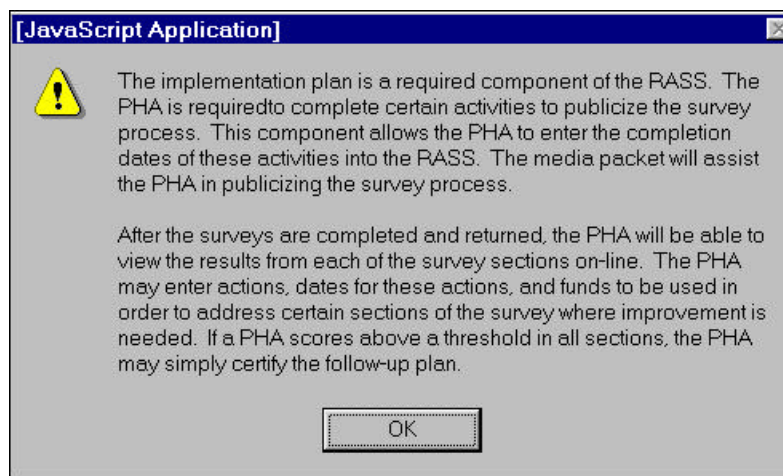 [JavaScript Application]
The implementation plan is a required component of the RASS. The
PHA is requiredto complete certain activities to publicize the survey
process. This component allows the PHA to enter the completion
dates of these activities into the RASS. The media packet will assist
the PHA in publicizing the survey process.
After the surveys are completed and returned, the PHA will be able to
view the results from each of the survey sections on-line. The PHA
may enter actions, dates for these actions, and funds to be used in
order to address certain sections of the survey where improvement is
needed. If a PHA scores above a threshold in all sections, the PHA
may simply certify the follow-up plan.
OK